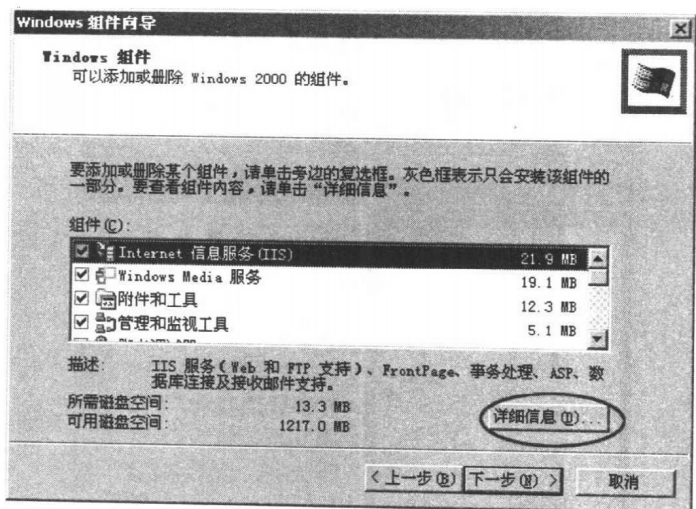 Windows 组件向导
Windows 组件
可以添加或删除 Windows 2000 的组件。
要添加或删除某个组件，请单击旁边的复选框。灰色框表示只会安装该组件的
一部分。要查看组件内容，请单击“详细信息”。
组件(C):
Internet 信息服务(IIS) 21.9 MB
Windows Media 服务 19.1 MB
附件和工具 12.3 MB
管理和监视工具 5.1 MB
描述: IIS 服务(Web 和 FTP 支持)、FrontPage、事务处理、ASP、数
据库连接及接收邮件支持。
所需磁盘空间: 13.3 MB
可用磁盘空间: 1217.0 MB
详细信息(D)...
< 上一步(B) 下一步(N) > 取消